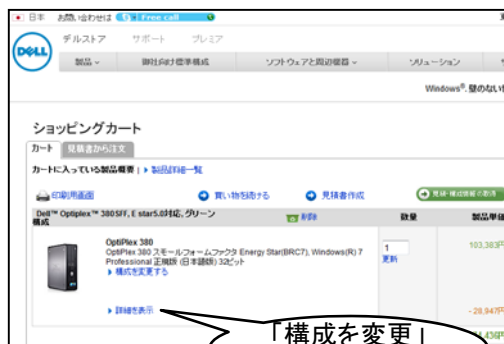 日本 お問い合わせは Free call
デルストア サポート プレミア
DELL
製品 御社向け標準構成 ソフトウェアと周辺機器 ソリューション
Windows®. 壁のない
ショッピングカート
カート 見積書から注文
カートに入っている製品概要 | 製品詳細一覧
印刷用画面 買い物を続ける 見積書作成 見積・構成情報で取消
Dell™ Optiplex™ 380SFF, E star5.0対応, グリーン構成 削除 数量 製品単価
OptiPlex 380 1 103,383円
OptiPlex 380 スモールフォームファクタ Energy Star(BRC7), Windows(R) 7 更新
Professional 正規版 (日本語版) 32ビット
構成を変更する
詳細を表示 - 28,947円
「構成を変更」